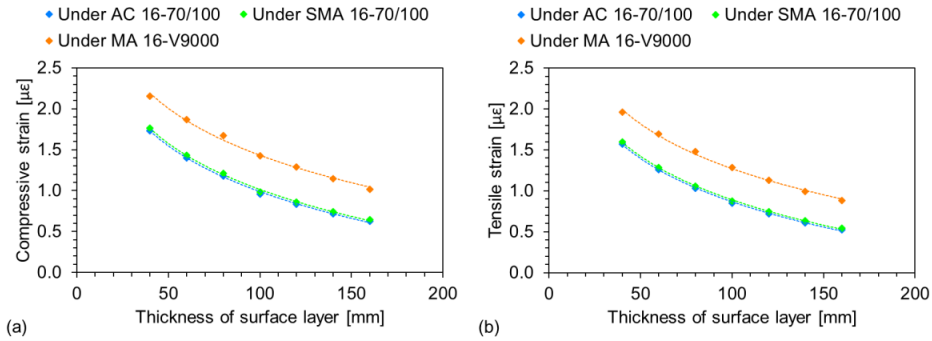 Under AC 16-70/100 Under SMA 16-70/100
Under MA 16-V9000
2.5
2.0
1.5
1.0
0.5
0.0
Compressive strain [µε]
0 50 100 150 200
Thickness of surface layer [mm]
(a)
Under AC 16-70/100 Under SMA 16-70/100
Under MA 16-V9000
2.5
2.0
1.5
1.0
0.5
0.0
Tensile strain [µε]
0 50 100 150 200
Thickness of surface layer [mm]
(b)